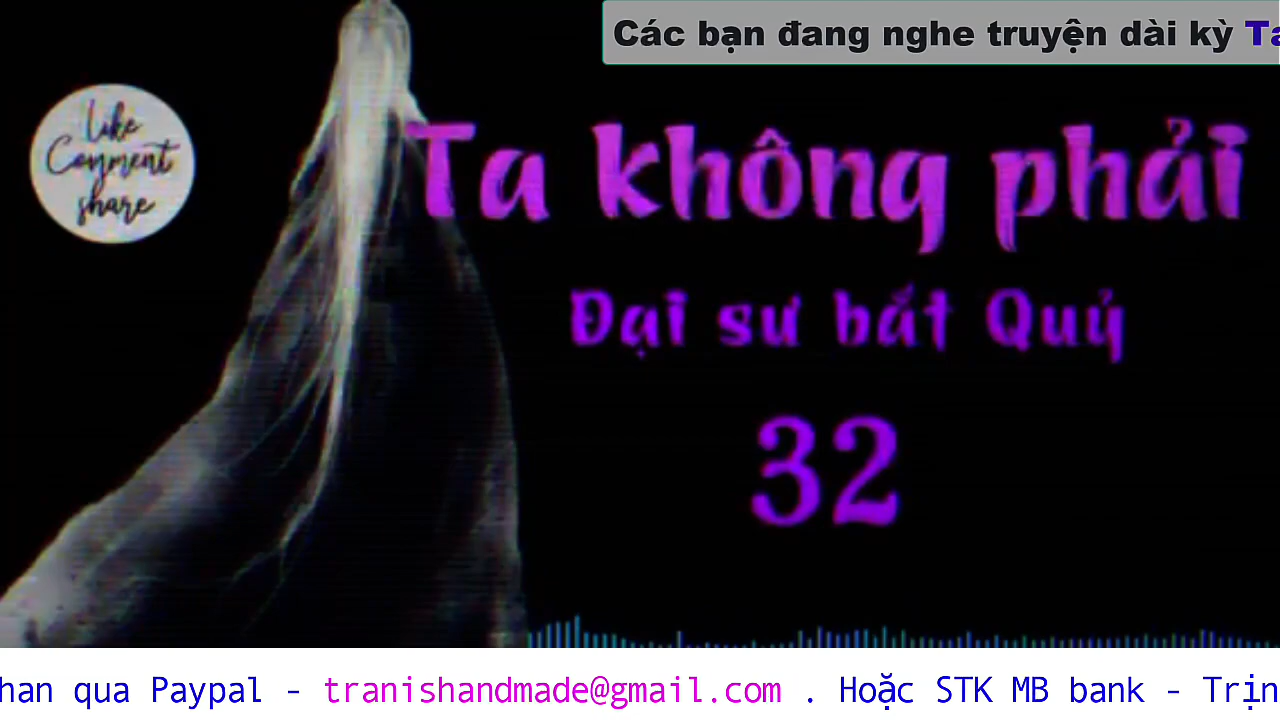 Các bạn đang nghe truyện dài kỳ Ta
like
Comment
share
Ta không phải
Đại sư bắt Quỷ
32
han qua Paypal - tranishandmade@gmail.com . Hoặc STK MB bank - Trịn